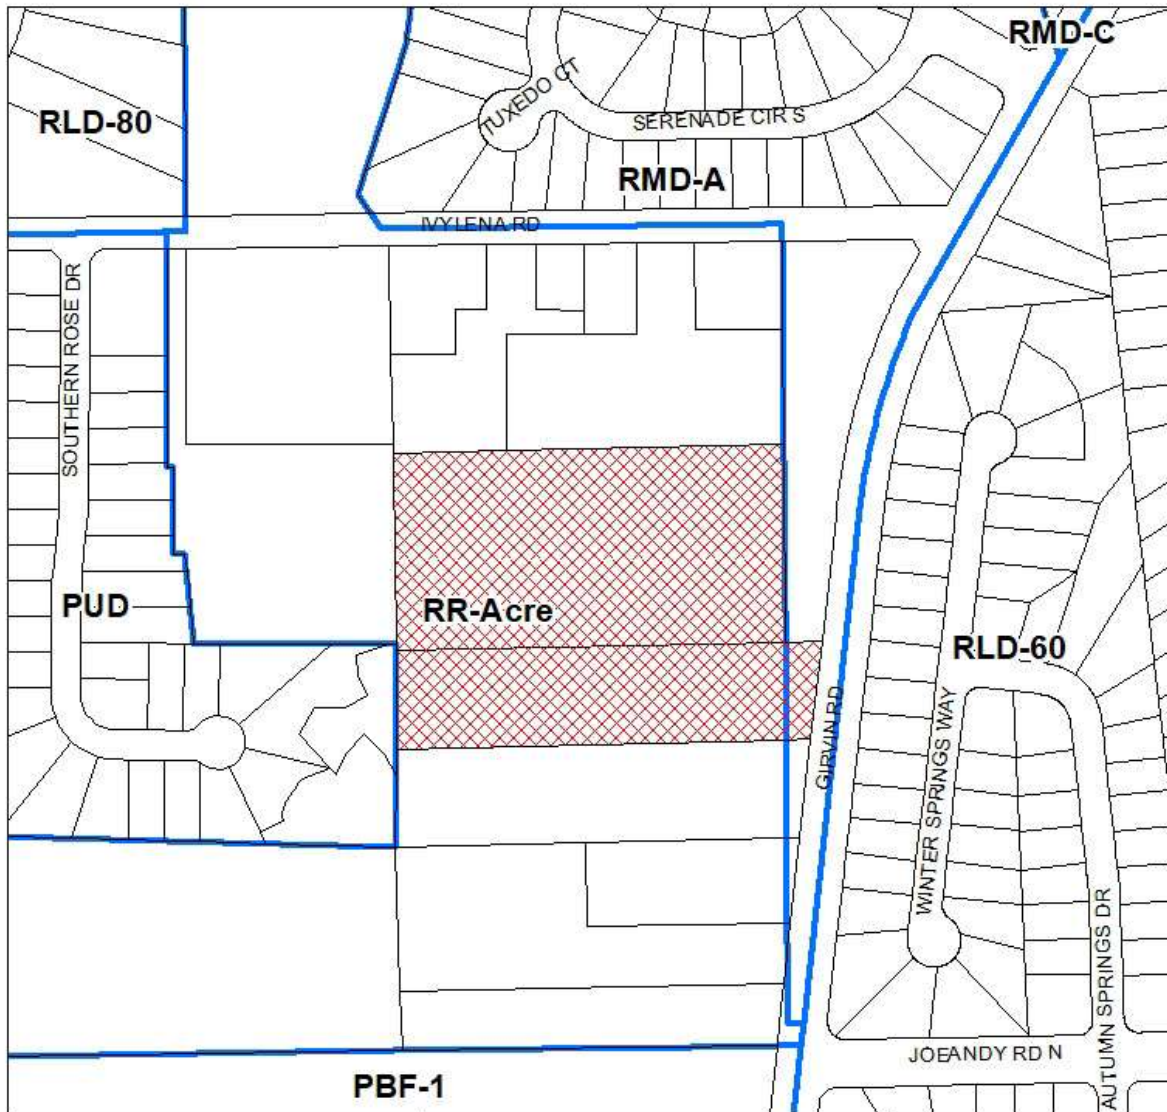 RMD-C
RLD-80
TUXEDO CT
SERENADE CIR S
RMD-A
IVYLENA RD
SOUTHERN ROSE DR
PUD
RR-Acre
RLD-60
GIRVIN RD
WINTER SPRINGS WAY
AUTUMN SPRINGS DR
JOEANDY RD N
PBF-1